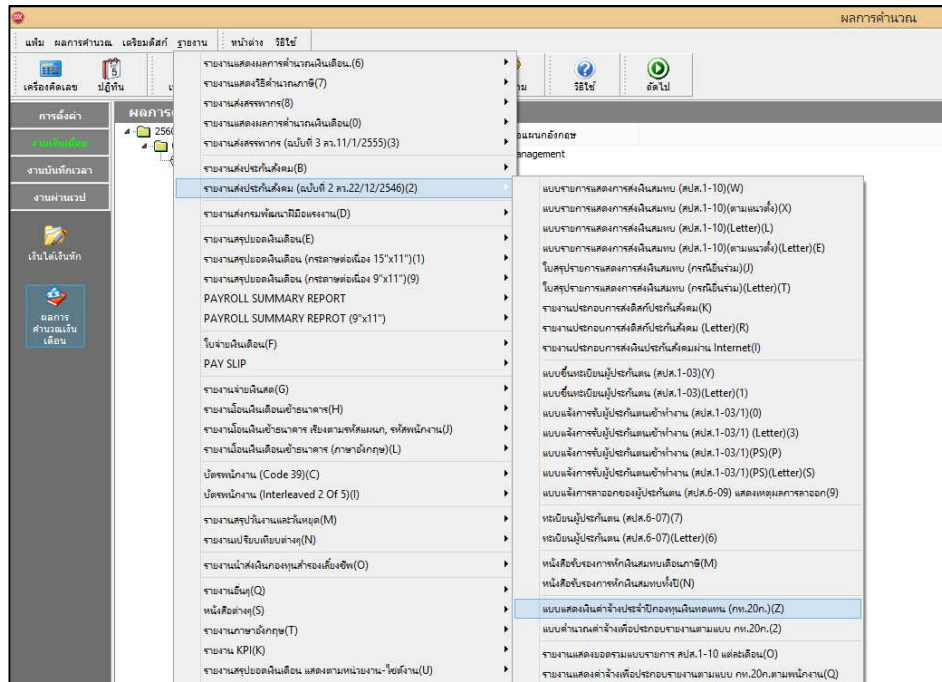 ผลการคำนวณ
แฟ้ม ผลการคำนวณ เตรียมดิสก์ รายงาน หน้าต่าง วิธีใช้
เครื่องคิดเลข ปฏิทิน วิธีใช้ ถัดไป
การตั้งค่า
งานเงินเดือน
งานบันทึกเวลา
งานผ่านเวป
เงินได้เงินหัก
ผลการ
คำนวณเงิน
เดือน
รายงานแสดงผลการคำนวณเงินเดือน.(6)
รายงานแสดงวิธีคำนวณภาษี(7)
รายงานส่งสรรพากร(8)
รายงานแสดงผลการคำนวณเงินเดือน(0)
รายงานส่งสรรพากร (ฉบับที่ 3 ลว.11/1/2555)(3)
รายงานส่งประกันสังคม(B)
รายงานส่งประกันสังคม (ฉบับที่ 2 ลว.22/12/2546)(2)
รายงานส่งกรมพัฒนาฝีมือแรงงาน(D)
รายงานสรุปยอดเงินเดือน(E)
รายงานสรุปยอดเงินเดือน (กระดาษต่อเนื่อง 15"x11")(1)
รายงานสรุปยอดเงินเดือน (กระดาษต่อเนื่อง 9"x11")(9)
PAYROLL SUMMARY REPORT
PAYROLL SUMMARY REPROT (9"x11")
ใบจ่ายเงินเดือน(F)
PAY SLIP
รายงานจ่ายเงินสด(G)
รายงานโอนเงินเดือนเข้าธนาคาร(H)
รายงานโอนเงินเข้าธนาคาร เรียงตามรหัสแผนก, รหัสพนักงาน(J)
รายงานโอนเงินเดือนเข้าธนาคาร (ภาษาอังกฤษ)(L)
บัตรพนักงาน (Code 39)(C)
บัตรพนักงาน (Interleaved 2 Of 5)(I)
รายงานสรุปวันงานและวันหยุด(M)
รายงานเปรียบเทียบต่างๆ(N)
รายงานนำส่งเงินกองทุนสำรองเลี้ยงชีพ(O)
รายงานอื่นๆ(Q)
หนังสือต่างๆ(S)
รายงานภาษาอังกฤษ(T)
รายงาน KPI(K)
รายงานสรุปยอดเงินเดือน แสดงตามหน่วยงาน-ไซต์งาน(U)
แบบรายการแสดงการส่งเงินสมทบ (สปส.1-10)(W)
แบบรายการแสดงการส่งเงินสมทบ (สปส.1-10)(ตามแนวตั้ง)(X)
แบบรายการแสดงการส่งเงินสมทบ (สปส.1-10)(Letter)(L)
แบบรายการแสดงการส่งเงินสมทบ (สปส.1-10)(ตามแนวตั้ง)(Letter)(E)
ใบสรุปรายการแสดงการส่งเงินสมทบ (กรณียื่นร่วม)(J)
ใบสรุปรายการแสดงการส่งเงินสมทบ (กรณียื่นร่วม)(Letter)(T)
รายงานประกอบการส่งดิสก์ประกันสังคม(K)
รายงานประกอบการส่งดิสก์ประกันสังคม (Letter)(R)
รายงานประกอบการส่งเงินประกันสังคมผ่าน Internet(I)
แบบขึ้นทะเบียนผู้ประกันตน (สปส.1-03)(Y)
แบบขึ้นทะเบียนผู้ประกันตน (สปส.1-03)(Letter)(1)
แบบแจ้งการรับผู้ประกันตนเข้าทำงาน (สปส.1-03/1)(0)
แบบแจ้งการรับผู้ประกันตนเข้าทำงาน (สปส.1-03/1) (Letter)(3)
แบบแจ้งการรับผู้ประกันตนเข้าทำงาน (สปส.1-03/1)(PS)(P)
แบบแจ้งการรับผู้ประกันตนเข้าทำงาน (สปส.1-03/1)(PS)(Letter)(S)
แบบแจ้งการลาออกของผู้ประกันตน (สปส.6-09) แสดงเหตุผลการลาออก(9)
ทะเบียนผู้ประกันตน (สปส.6-07)(7)
ทะเบียนผู้ประกันตน (สปส.6-07)(Letter)(6)
หนังสือรับรองการหักเงินสมทบเดือนภาษี(M)
หนังสือรับรองการหักเงินสมทบทั้งปี(N)
แบบแสดงเงินค่าจ้างประจำปีกองทุนเงินทดแทน (กท.20ก.)(Z)
แบบคำนวณค่าจ้างเพื่อประกอบรายงานตามแบบ กท.20ก.(2)
รายงานแสดงยอดรวมแบบรายการ สปส.1-10 แต่ละเดือน(O)
รายงานแสดงค่าจ้างเพื่อประกอบรายงานตามแบบ กท.20ก.ตามพนักงาน(Q)